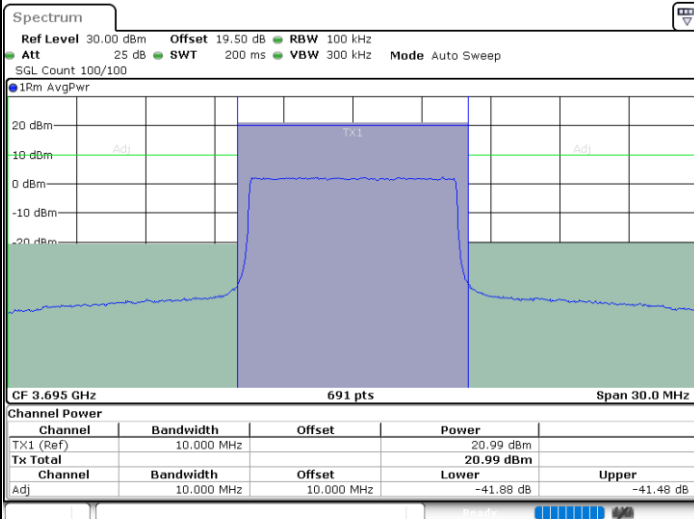 Spectrum
Ref Level 30.00 dBm Offset 19.50 dB RBW 100 kHz
Att 25 dB SWT 200 ms VBW 300 kHz Mode Auto Sweep
SGL Count 100/100
1Rm AvgPwr
20 dBm
TX1
Adj Adj
10 dBm
0 dBm
-10 dBm
-20 dBm
CF 3.695 GHz 691 pts Span 30.0 MHz
Channel Power
Channel Bandwidth Offset Power
TX1 (Ref) 10.000 MHz 20.99 dBm
Tx Total 20.99 dBm
Channel Bandwidth Offset Lower Upper
Adj 10.000 MHz 10.000 MHz -41.88 dB -41.48 dB
Ready